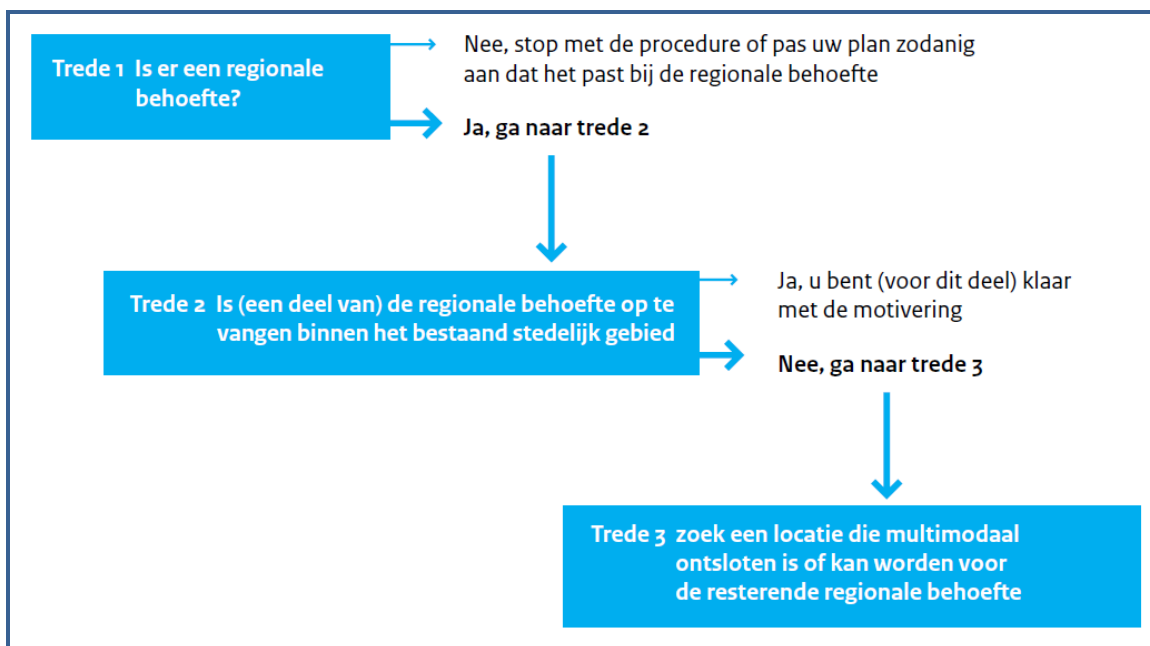 Trede 1 Is er een regionale
behoefte?
Nee, stop met de procedure of pas uw plan zodanig
aan dat het past bij de regionale behoefte
Ja, ga naar trede 2
Trede 2 Is (een deel van) de regionale behoefte op te
vangen binnen het bestaand stedelijk gebied
Ja, u bent (voor dit deel) klaar
met de motivering
Nee, ga naar trede 3
Trede 3 zoek een locatie die multimodaal
ontsloten is of kan worden voor
de resterende regionale behoefte